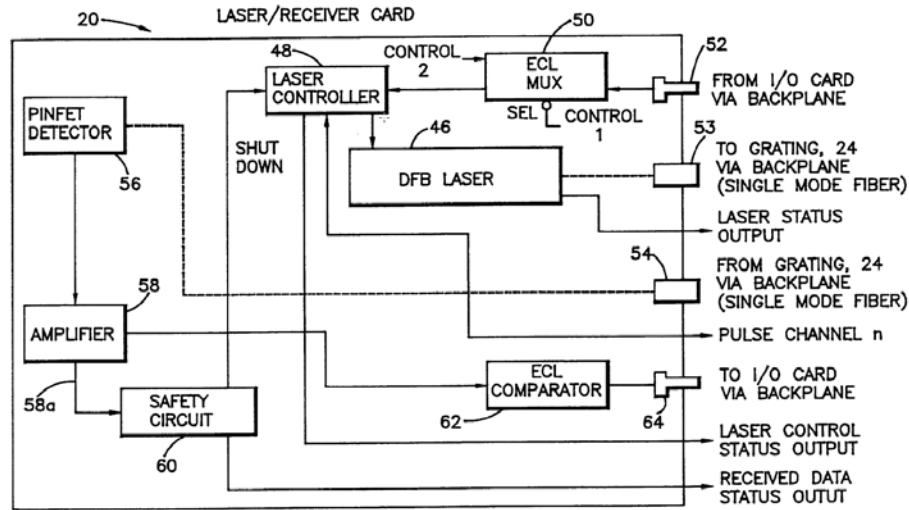 LASER/RECEIVER CARD
20
48
LASER
CONTROLLER
CONTROL
2
50
ECL
MUX
SEL
CONTROL
1
52
FROM I/O CARD
VIA BACKPLANE
PINFET
DETECTOR
56
SHUT
DOWN
46
DFB LASER
53
TO GRATING, 24
VIA BACKPLANE
(SINGLE MODE FIBER)
LASER STATUS
OUTPUT
54
FROM GRATING, 24
VIA BACKPLANE
(SINGLE MODE FIBER)
58
AMPLIFIER
58a
PULSE CHANNEL n
ECL
COMPARATOR
62
64
TO I/O CARD
VIA BACKPLANE
SAFETY
CIRCUIT
60
LASER CONTROL
STATUS OUTPUT
RECEIVED DATA
STATUS OUTUT